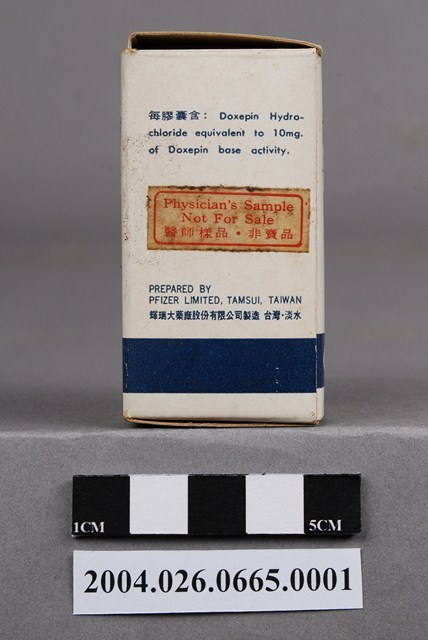 每膠囊含: Doxepin Hydro-
chloride equivalent to 10mg.
of Doxepin base activity.
Physician's Sample
Not For Sale
醫師樣品・非賣品
PREPARED BY
PFIZER LIMITED, TAMSUI, TAIWAN
輝瑞大藥廠股份有限公司製造 台灣・淡水
1CM 5CM
2004.026.0665.0001